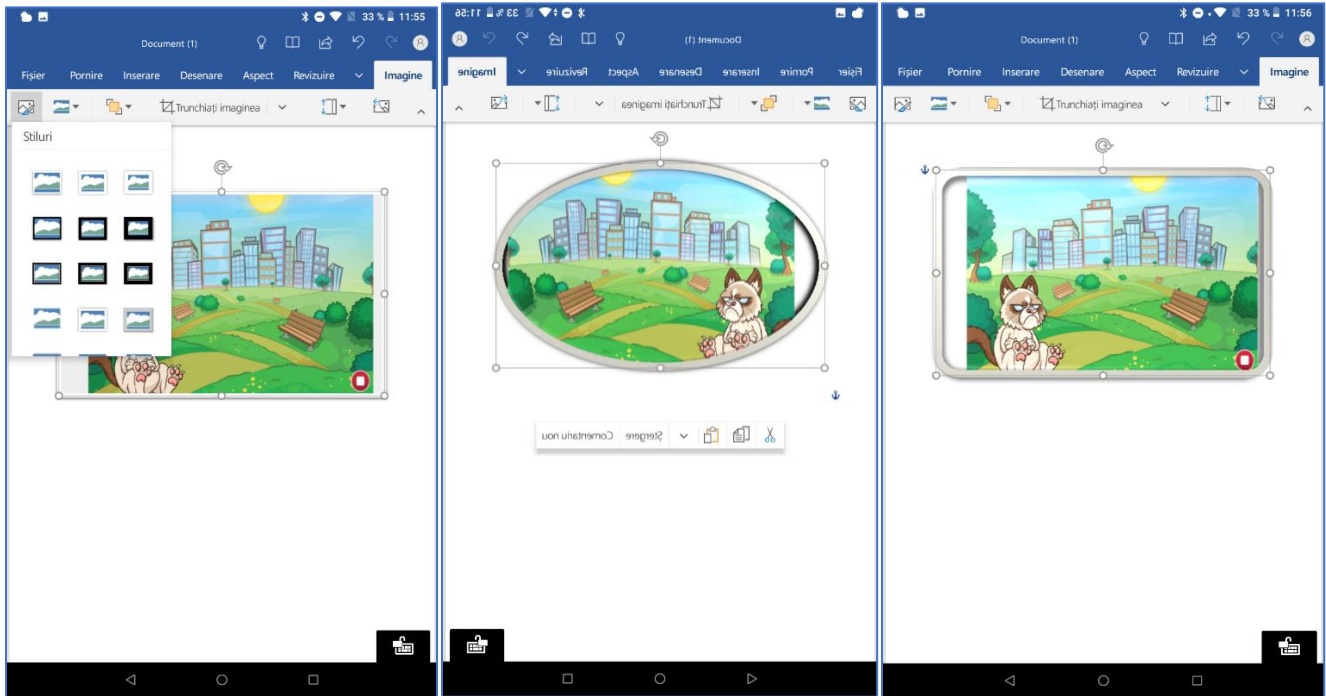 33 % 11:55
Document (1)
Fișier Pornire Inserare Desenare Aspect Revizuire Imagine
Trunchiați imaginea
Stiluri
33 % 11:56
Document (1)
Fișier Pornire Inserare Desenare Aspect Revizuire Imagine
Trunchiați imaginea
Ștergere Comentariu nou
33 % 11:56
Document (1)
Fișier Pornire Inserare Desenare Aspect Revizuire Imagine
Trunchiați imaginea